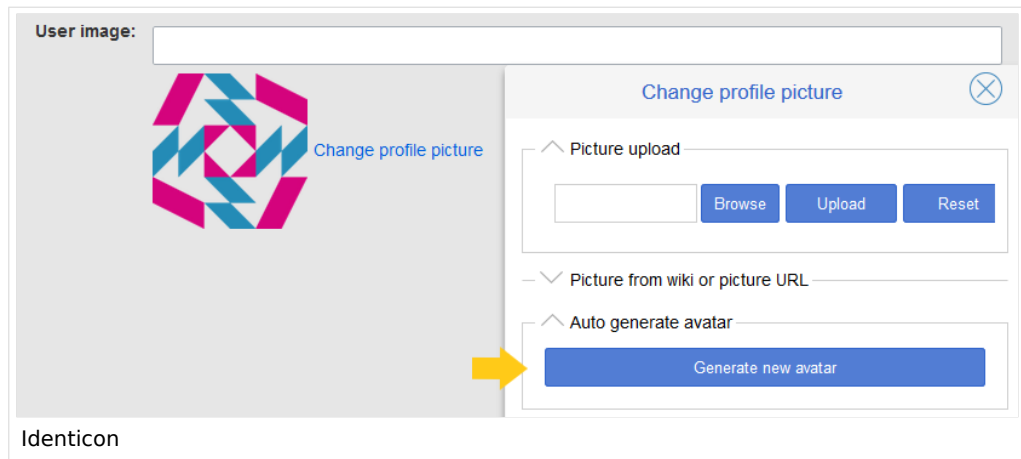 User image:
Change profile picture
Change profile picture
Picture upload
Browse Upload Reset
Picture from wiki or picture URL
Auto generate avatar
Generate new avatar
Identicon